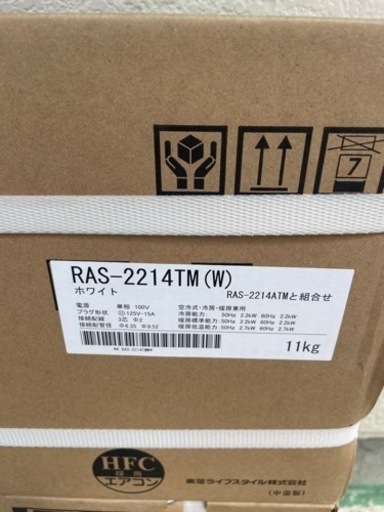 7
RAS-2214TM(W)
ホワイト RAS-2214ATMと組合せ
電源 単相 100V 空冷式・冷房・暖房兼用
プラグ形状 125V-15A 冷房能力: 50Hz 2.2kW 60Hz 2.2kW
接続配線 3芯 Φ2 暖房標準能力: 50Hz 2.2kW 60Hz 2.2kW
接続配管径 Φ6.35 Φ9.52 暖房低温能力: 50Hz 2.7kW 60Hz 2.7kW
11kg
HFC
採用
エアコン
東芝ライフスタイル株式会社
(中国製)